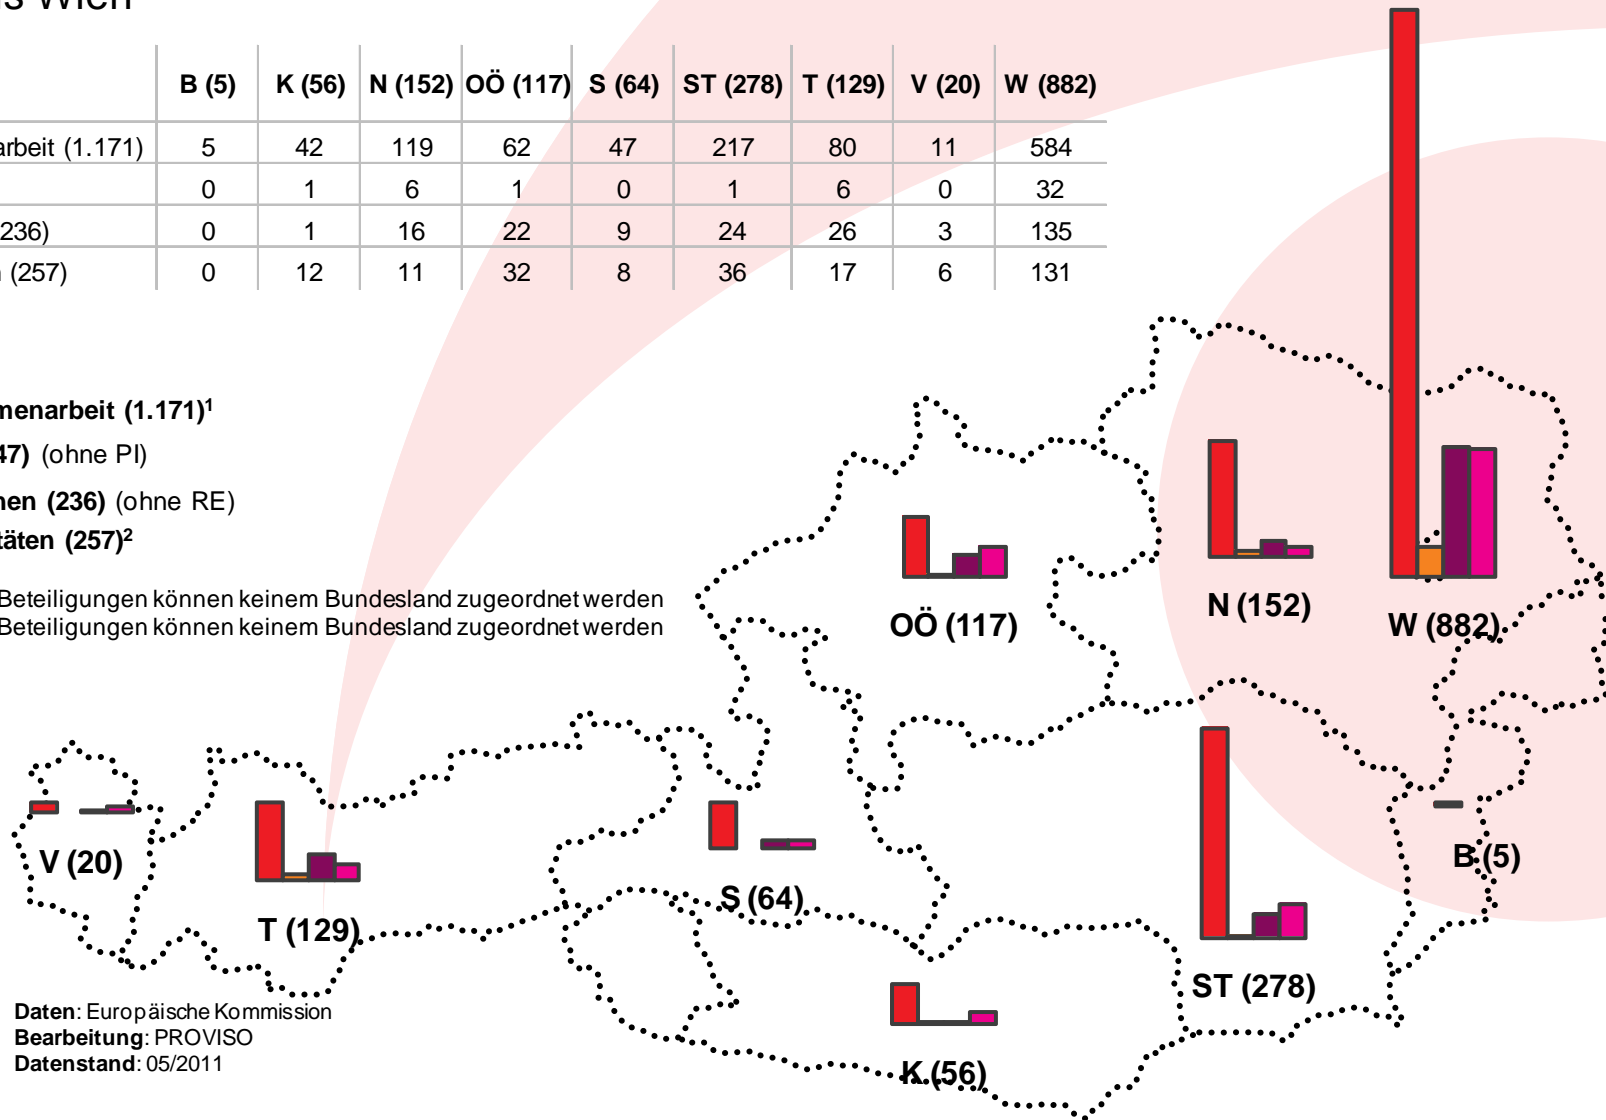 B (5) K (56) N (152) OÖ (117) S (64) ST (278) T (129) V (20) W (882)
arbeit (1.171) 5 42 119 62 47 217 80 11 584
0 1 6 1 0 1 6 0 32
236) 0 1 16 22 9 24 26 3 135
(257) 0 12 11 32 8 36 17 6 131
menarbeit (1.171)¹
47) (ohne PI)
nen (236) (ohne RE)
täten (257)²
Beteiligungen können keinem Bundesland zugeordnet werden
Beteiligungen können keinem Bundesland zugeordnet werden
OÖ (117)
N (152)
W (882)
V (20)
T (129)
S (64)
B (5)
ST (278)
K (56)
Daten: Europäische Kommission
Bearbeitung: PROVISO
Datenstand: 05/2011